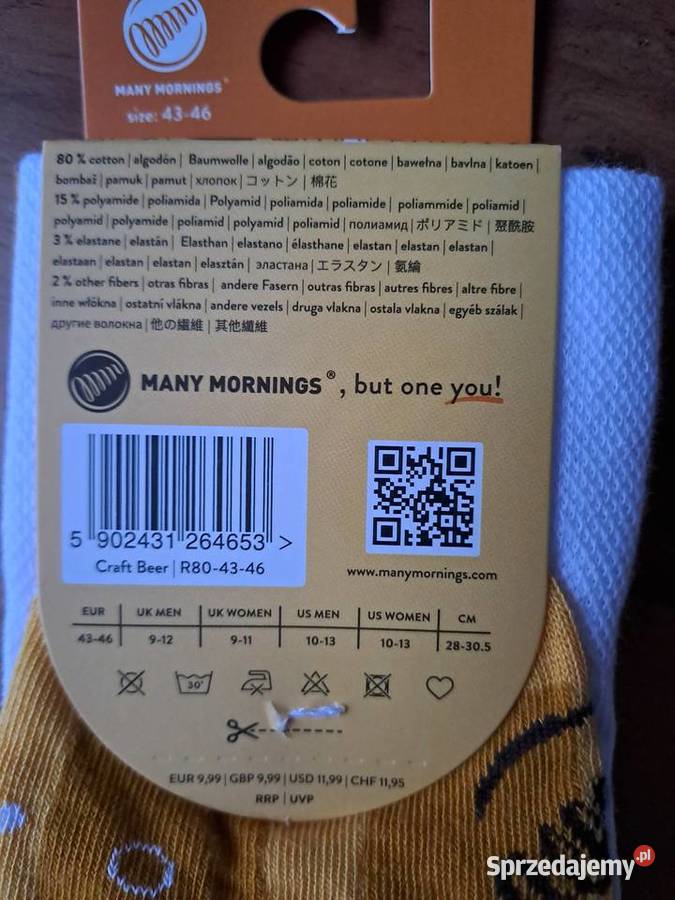 MANY MORNINGS®
size: 43-46
80 % cotton | algodón | Baumwolle | algodão | coton | cotone | bawełna | bavlna | katoen |
bombaž | pamuk | pamut | хлопок | コットン | 棉花
15 % polyamide | poliamida | Polyamid | poliamida | poliamide | poliammide | poliamid |
polyamid | polyamide | poliamid | polyamid | poliamid | полиамид | ポリアミド | 聚酰胺
3 % elastane | elastán | Elasthan | elastano | élasthane | elastan | elastan | elastan |
elastaan | elastan | elastan | elasztán | эластана | エラスタン | 氨綸
2 % other fibers | otras fibras | andere Fasern | outras fibras | autres fibres | altre fibre |
inne włókna | ostatní vlákna | andere vezels | druga vlakna | ostala vlakna | egyéb szálak |
другие волокна | 他の繊維 | 其他纖維
MANY MORNINGS®, but one you!
5 902431 264653 >
Craft Beer | R80-43-46
www.manymornings.com
EUR | UK MEN | UK WOMEN | US MEN | US WOMEN | CM
43-46 | 9-12 | 9-11 | 10-13 | 10-13 | 28-30.5
30°
EUR 9,99 | GBP 9,99 | USD 11,99 | CHF 11,95
RRP | UVP
Sprzedajemy.pl